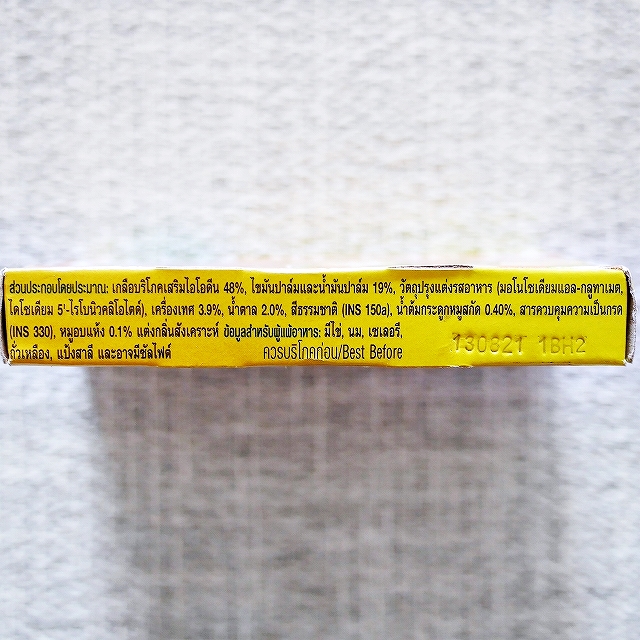 ส่วนประกอบโดยประมาณ: เกลือบริโภคเสริมไอโอดีน 48%, ไขมันปาล์มและน้ำมันปาล์ม 19%, วัตถุปรุงแต่งรสอาหาร (มอโนโซเดียมแอล-กลูทาเมต,
ไดโซเดียม 5'-ไรโบนิวคลิโอไตด์), เครื่องเทศ 3.9%, น้ำตาล 2.0%, สีธรรมชาติ (INS 150a), น้ำต้มกระดูกหมูสกัด 0.40%, สารควบคุมความเป็นกรด
(INS 330), หมูอบแห้ง 0.1% แต่งกลิ่นสังเคราะห์ ข้อมูลสำหรับผู้แพ้อาหาร: มีไข่, นม, เซเลอรี,
ถั่วเหลือง, แป้งสาลี และอาจมีซัลไฟต์
ควรบริโภคก่อน/Best Before 130821 1BH2